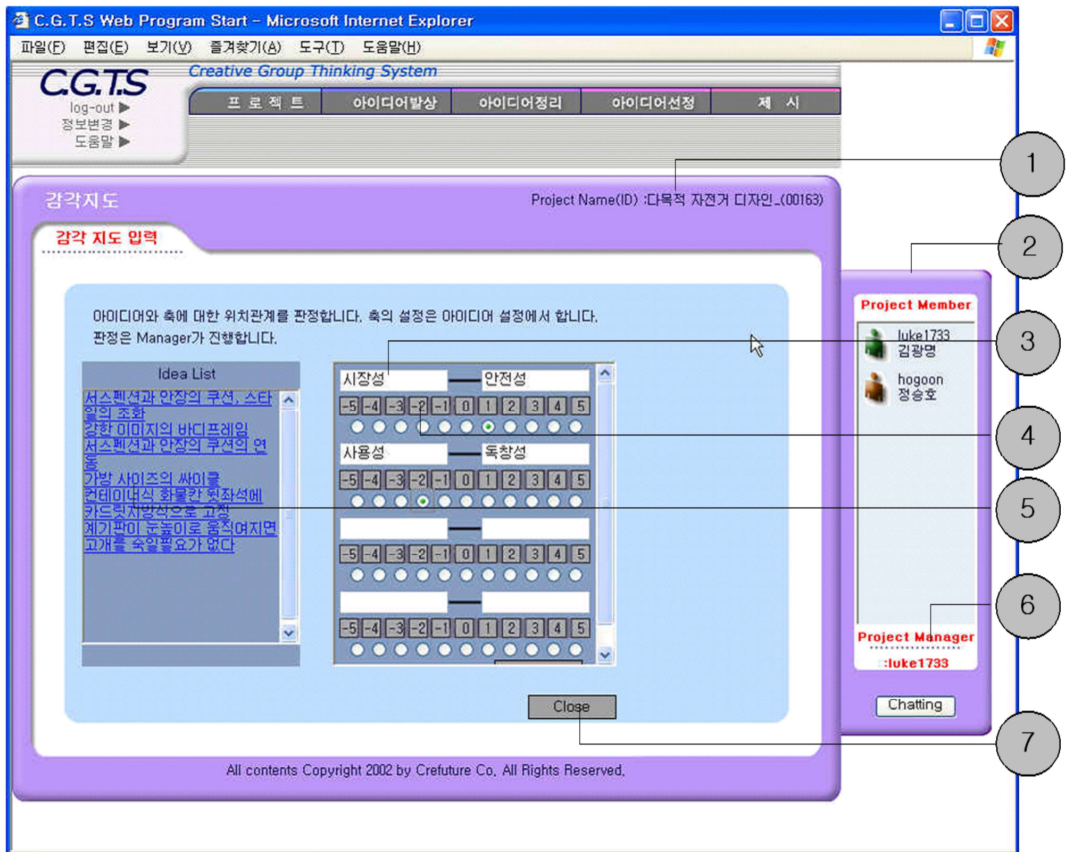 C.G.T.S Web Program Start - Microsoft Internet Explorer
파일(F) 편집(E) 보기(V) 즐겨찾기(A) 도구(T) 도움말(H)
C.G.T.S
Creative Group Thinking System
log-out ▶
정보변경 ▶
도움말 ▶
프 로 젝 트 아이디어발상 아이디어정리 아이디어선정 제 시
감각지도
Project Name(ID) :다목적 자전거 디자인_(00163)
감각 지도 입력
아이디어와 축에 대한 위치관계를 판정합니다. 축의 설정은 아이디어 설정에서 합니다.
판정은 Manager가 진행합니다.
Idea List
서스펜션과 안장의 쿠션, 스타
일의 조화
강한 이미지의 바디프레임
서스펜션과 안장의 쿠션의 연
동
가방 사이즈의 싸이클
컨테이너식 화물칸 뒷좌석에
카드릿지방식으로 고정
계기판이 눈높이로 움직여지면
고개를 숙일필요가 없다
시장성 안전성
-5 -4 -3 -2 -1 0 1 2 3 4 5
사용성 독창성
-5 -4 -3 -2 -1 0 1 2 3 4 5
-5 -4 -3 -2 -1 0 1 2 3 4 5
-5 -4 -3 -2 -1 0 1 2 3 4 5
Close
Project Member
luke1733
김광명
hogoon
정승호
Project Manager
:luke1733
Chatting
All contents Copyright 2002 by Crefuture Co, All Rights Reserved,
1
2
3
4
5
6
7